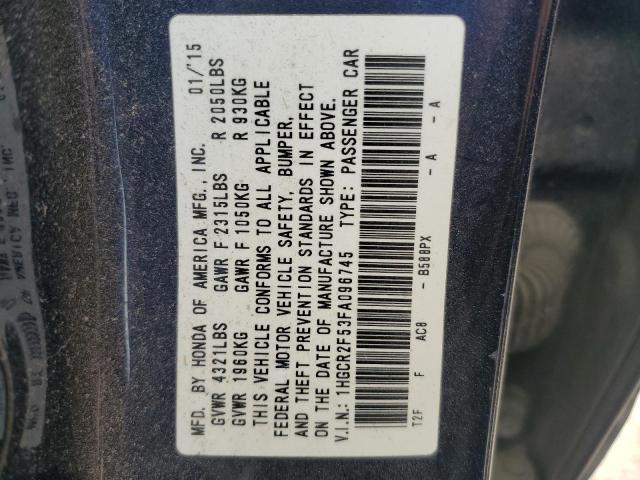 MFD. BY HONDA OF AMERICA MFG., INC. 01/'15
GVWR 4321LBS GAWR F 2315LBS R 2050LBS
GVWR 1960KG GAWR F 1050KG R 930KG
THIS VEHICLE CONFORMS TO ALL APPLICABLE
FEDERAL MOTOR VEHICLE SAFETY, BUMPER,
AND THEFT PREVENTION STANDARDS IN EFFECT
ON THE DATE OF MANUFACTURE SHOWN ABOVE.
V.I.N.: 1HGCR2F53FA096745 TYPE: PASSENGER CAR
T2F F AC8 - B588PX - A - A